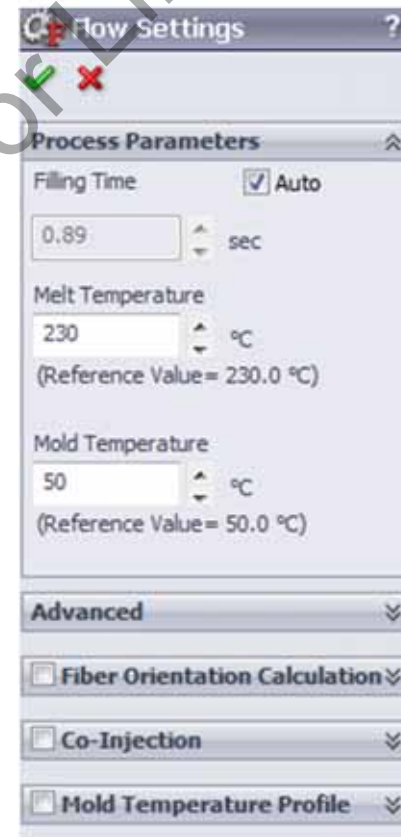 Flow Settings ?
Process Parameters
Filling Time Auto
0.89 sec
Melt Temperature
230 °C
(Reference Value= 230.0 °C)
Mold Temperature
50 °C
(Reference Value= 50.0 °C)
Advanced
Fiber Orientation Calculation
Co-Injection
Mold Temperature Profile